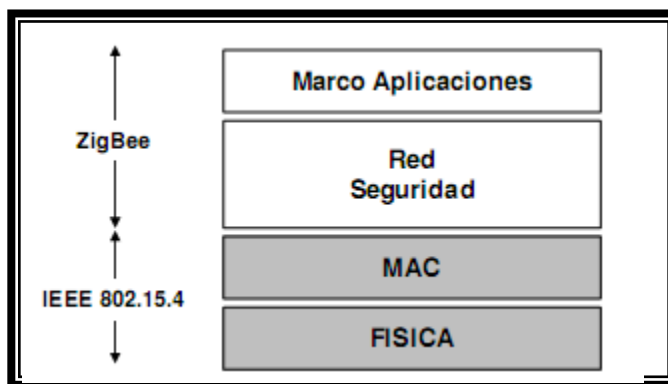 Marco Aplicaciones
ZigBee
Red
Seguridad
MAC
IEEE 802.15.4
FISICA